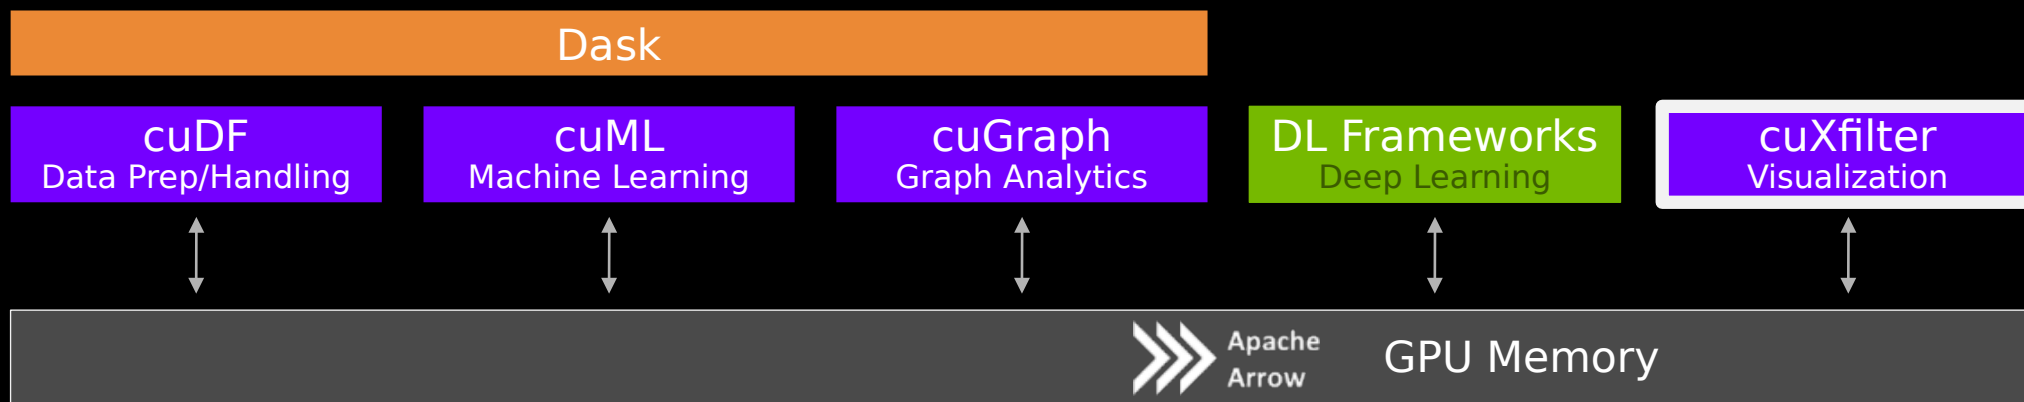 Dask
cuDF
Data Prep/Handling
cuML
Machine Learning
cuGraph
Graph Analytics
DL Frameworks
Deep Learning
cuXfilter
Visualization
Apache
Arrow
GPU Memory